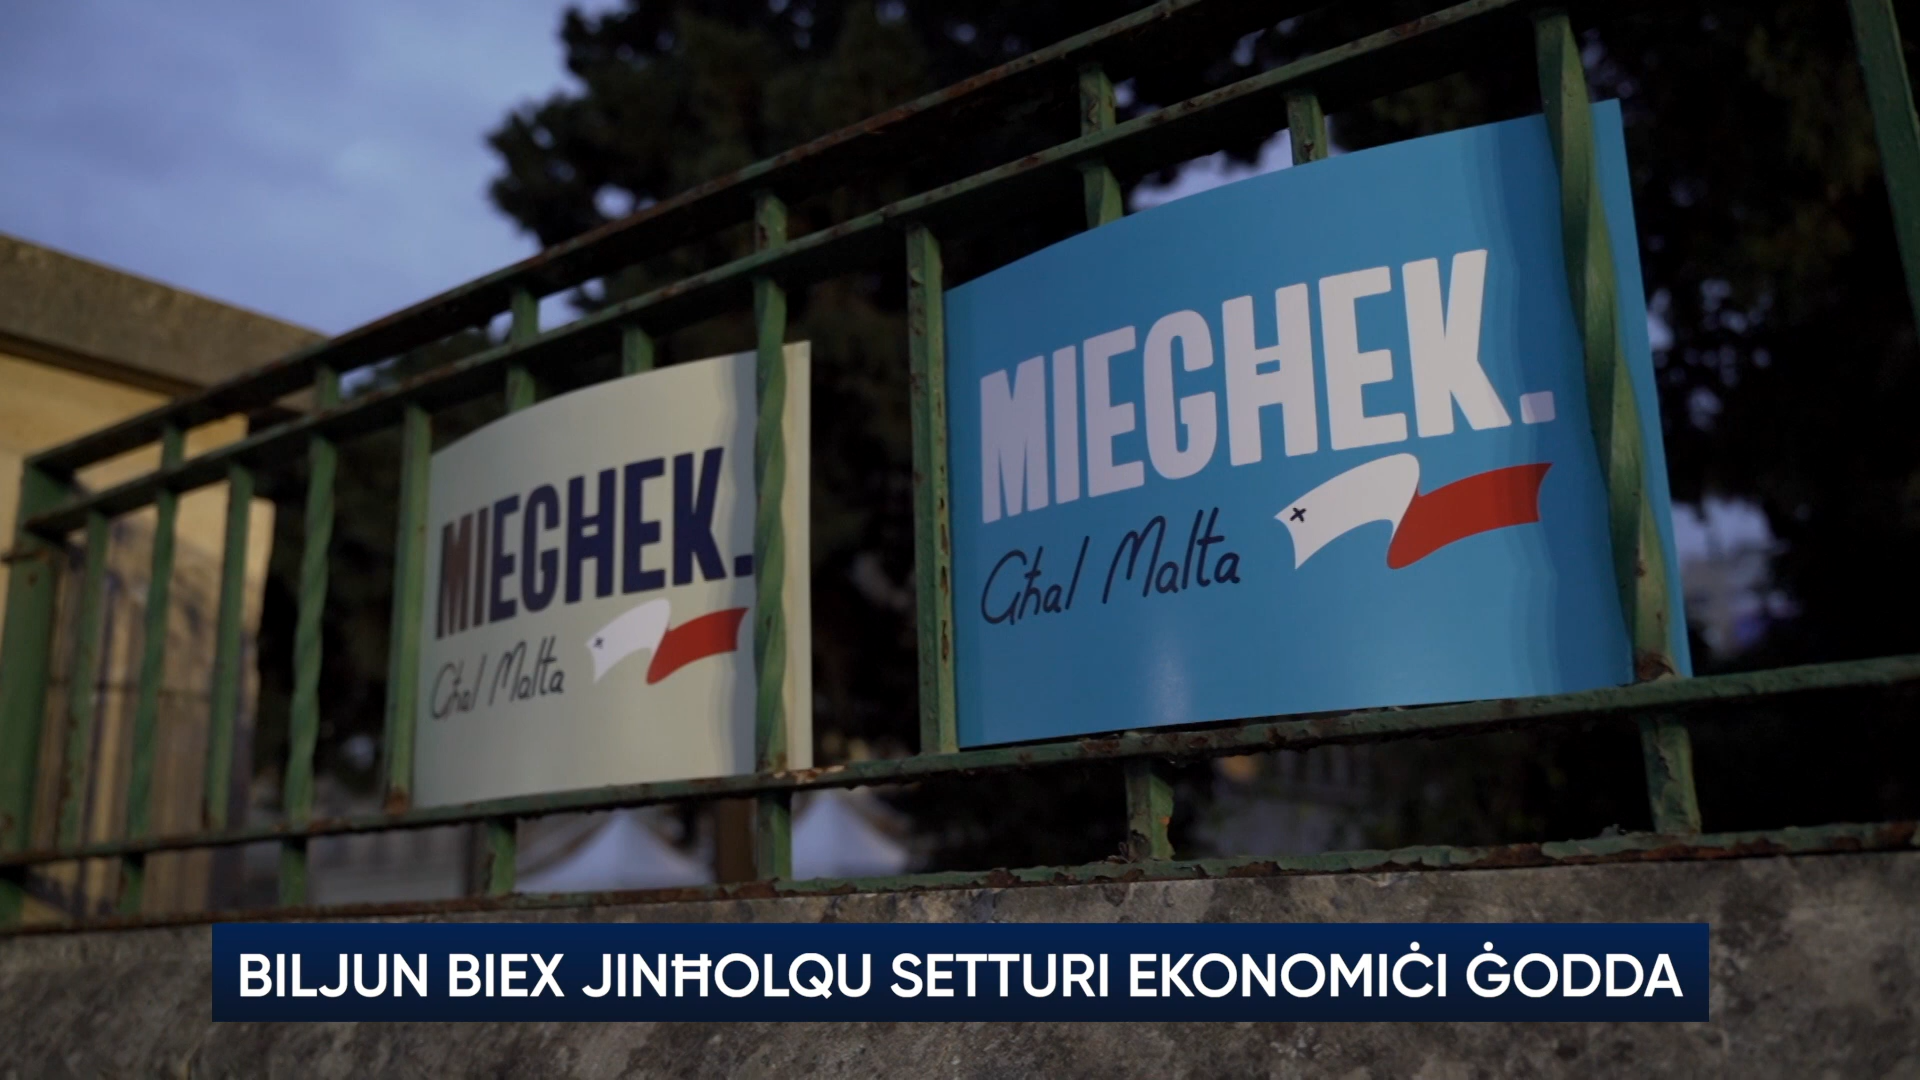 MIEGĦEK.
Għal Malta
MIEGĦEK.
Għal Malta
BILJUN BIEX JINĦOLQU SETTURI EKONOMIĊI ĠODDA